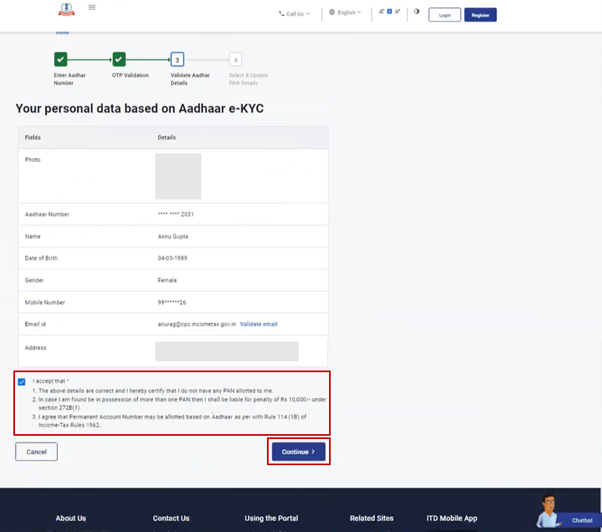 Call Us
English
A- A A+
Login
Register
Home
3
4
Enter Aadhar
Number
OTP Validation
Validate Aadhar
Details
Select & Update
PAN Details
Your personal data based on Aadhaar e-KYC
Fields Details
Photo
Aadhaar Number **** **** 2031
Name Annu Gupta
Date of Birth 04-03-1989
Gender Female
Mobile Number 99******26
Email id anurag@cpc.incometax.gov.in Validate email
Address
I accept that *
1. The above details are correct and I hereby certify that I do not have any PAN allotted to me.
2. In case I am found be in possession of more than one PAN then I shall be liable for penalty of Rs 10,000/- under
section 272B(1).
3. I agree that Permanent Account Number may be allotted based on Aadhaar as per with Rule 114 (1B) of
Income-Tax Rules 1962.
Cancel
Continue >
About Us Contact Us Using the Portal Related Sites ITD Mobile App
Chatbot